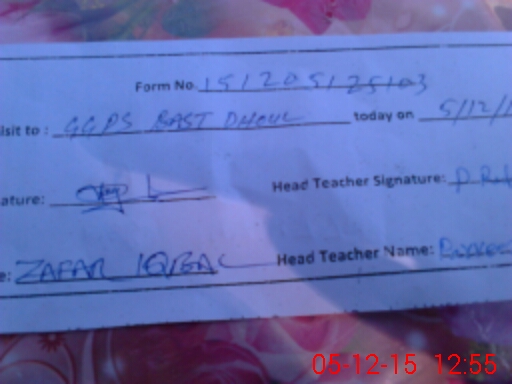 Form No 151205125103
isit to : GGPS BAST DHOUL today on 5/12/1
ature: Head Teacher Signature:
e: ZAFAR IQBAL Head Teacher Name:
05-12-15 12:55